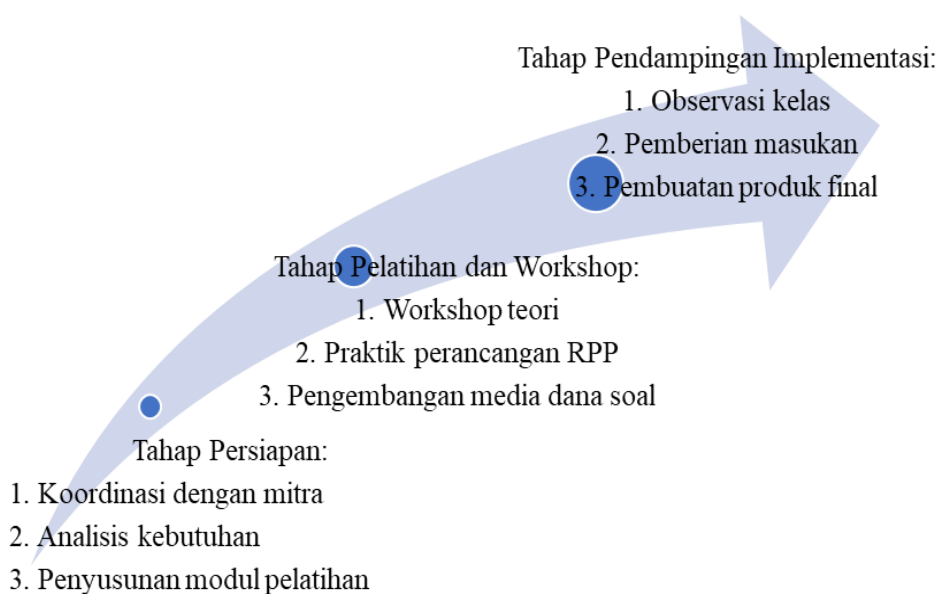 Tahap Pendampingan Implementasi:
1. Observasi kelas
2. Pemberian masukan
3. Pembuatan produk final
Tahap Pelatihan dan Workshop:
1. Workshop teori
2. Praktik perancangan RPP
3. Pengembangan media dana soal
Tahap Persiapan:
1. Koordinasi dengan mitra
2. Analisis kebutuhan
3. Penyusunan modul pelatihan